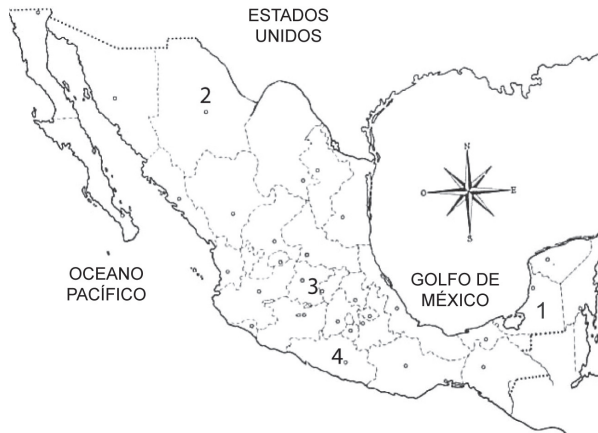 ESTADOS
UNIDOS
2
N
O
E
S
OCEANO
PACÍFICO
GOLFO DE
MÉXICO
3
1
4